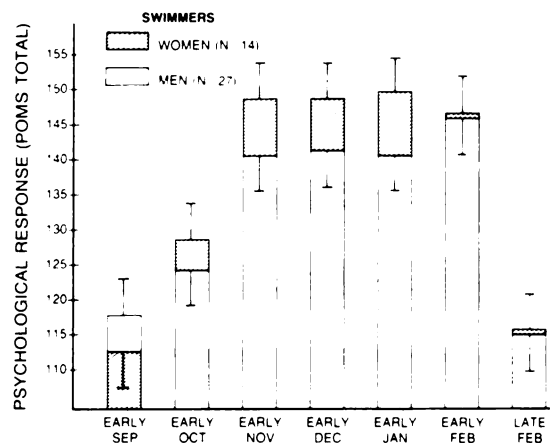 SWIMMERS
WOMEN (N 14)
MEN (N 27)
PSYCHOLOGICAL RESPONSE (POMS TOTAL)
155
150
145
140
135
130
125
120
115
110
EARLY EARLY EARLY EARLY EARLY EARLY LATE
SEP OCT NOV DEC JAN FEB FEB